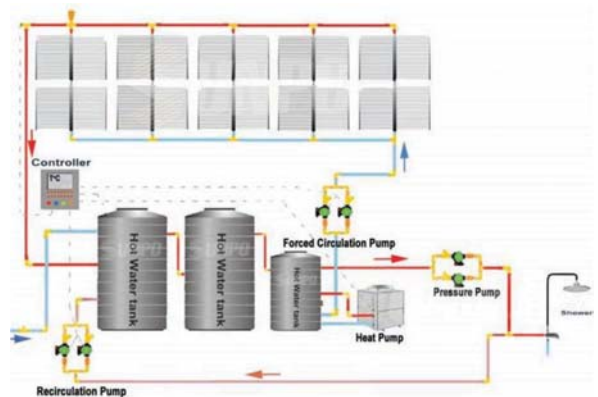 Controller
T°C
Hot Water tank
Hot Water tank
Hot Water tank
Forced Circulation Pump
Pressure Pump
Heat Pump
Shower
Recirculation Pump